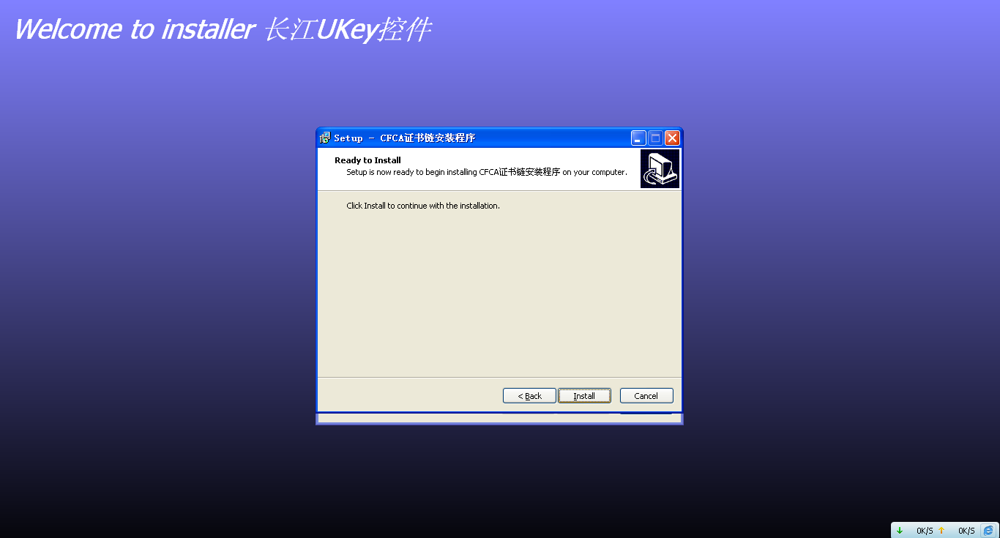 Welcome to installer 长江UKey控件
Setup - CFCA证书链安装程序
Ready to Install
Setup is now ready to begin installing CFCA证书链安装程序 on your computer.
Click Install to continue with the installation.
< Back
Install
Cancel
0K/S
0K/S